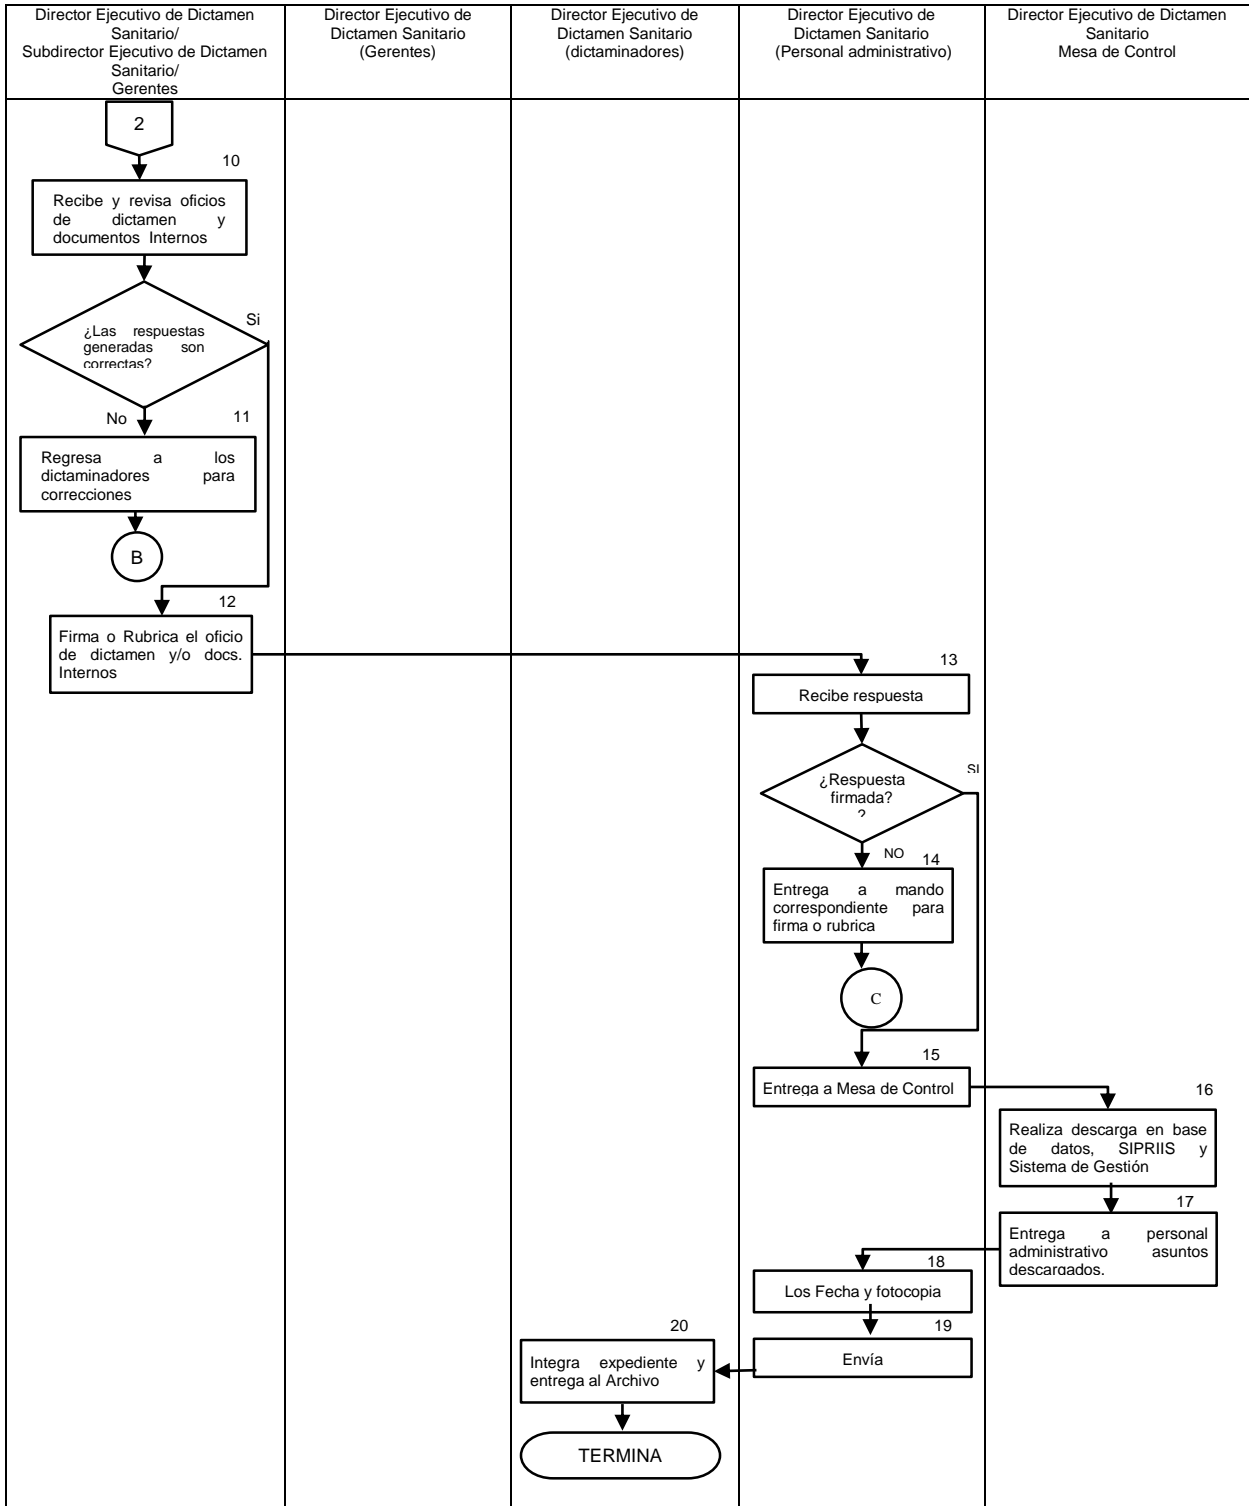 Director Ejecutivo de Dictamen
Sanitario/
Subdirector Ejecutivo de Dictamen
Sanitario/
Gerentes
Director Ejecutivo de
Dictamen Sanitario
(Gerentes)
Director Ejecutivo de
Dictamen Sanitario
(dictaminadores)
Director Ejecutivo de
Dictamen Sanitario
(Personal administrativo)
Director Ejecutivo de Dictamen
Sanitario
Mesa de Control
2
10
Recibe y revisa oficios
de dictamen y
documentos Internos
¿Las respuestas
generadas son
correctas?
Si
No
11
Regresa a los
dictaminadores para
correcciones
B
12
Firma o Rubrica el oficio
de dictamen y/o docs.
Internos
13
Recibe respuesta
¿Respuesta
firmada?
?
SI
NO
14
Entrega a mando
correspondiente para
firma o rubrica
C
15
Entrega a Mesa de Control
16
Realiza descarga en base
de datos, SIPRIIS y
Sistema de Gestión
17
Entrega a personal
administrativo asuntos
descargados.
18
Los Fecha y fotocopia
19
Envía
20
Integra expediente y
entrega al Archivo
TERMINA